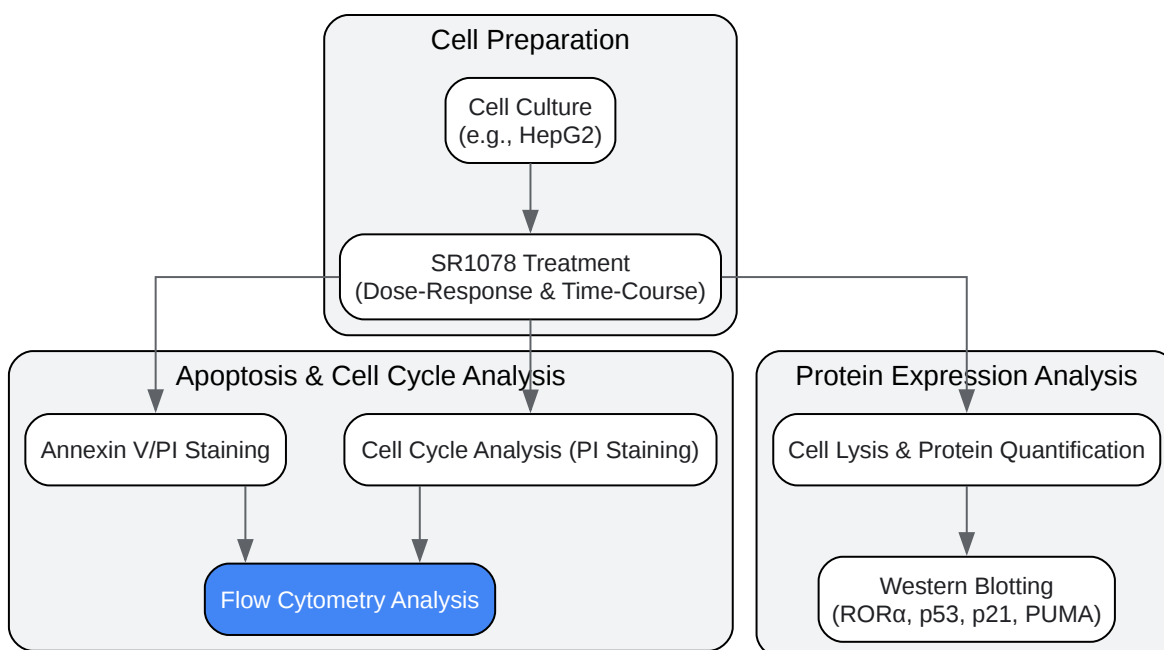 Cell Preparation
Cell Culture
(e.g., HepG2)
SR1078 Treatment
(Dose-Response & Time-Course)
Apoptosis & Cell Cycle Analysis
Annexin V/PI Staining
Cell Cycle Analysis (PI Staining)
Flow Cytometry Analysis
Protein Expression Analysis
Cell Lysis & Protein Quantification
Western Blotting
(RORα, p53, p21, PUMA)